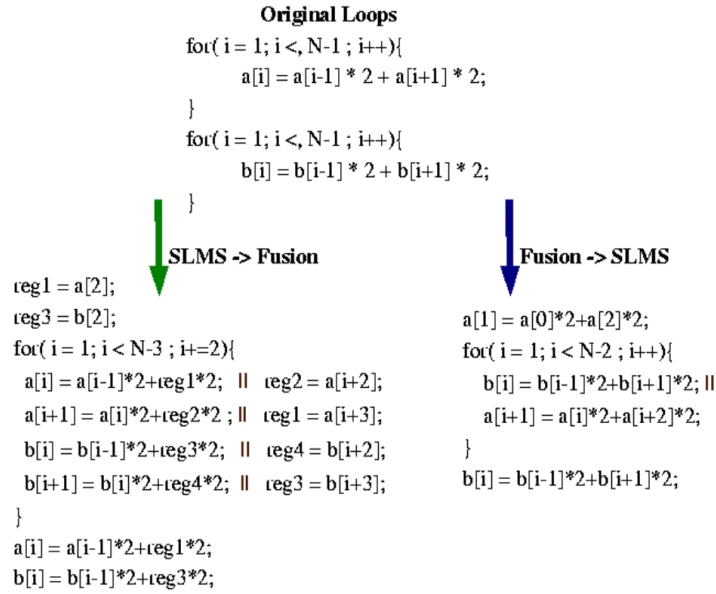 Original Loops
for( i = 1; i <, N-1 ; i++){
a[i] = a[i-1] * 2 + a[i+1] * 2;
}
for( i = 1; i <, N-1 ; i++){
b[i] = b[i-1] * 2 + b[i+1] * 2;
}
SLMS -> Fusion
reg1 = a[2];
reg3 = b[2];
for( i = 1; i < N-3 ; i+=2){
a[i] = a[i-1]*2+reg1*2; || reg2 = a[i+2];
a[i+1] = a[i]*2+reg2*2 ; || reg1 = a[i+3];
b[i] = b[i-1]*2+reg3*2; || reg4 = b[i+2];
b[i+1] = b[i]*2+reg4*2; || reg3 = b[i+3];
}
a[i] = a[i-1]*2+reg1*2;
b[i] = b[i-1]*2+reg3*2;
Fusion -> SLMS
a[1] = a[0]*2+a[2]*2;
for( i = 1; i < N-2 ; i++){
b[i] = b[i-1]*2+b[i+1]*2; ||
a[i+1] = a[i]*2+a[i+2]*2;
}
b[i] = b[i-1]*2+b[i+1]*2;